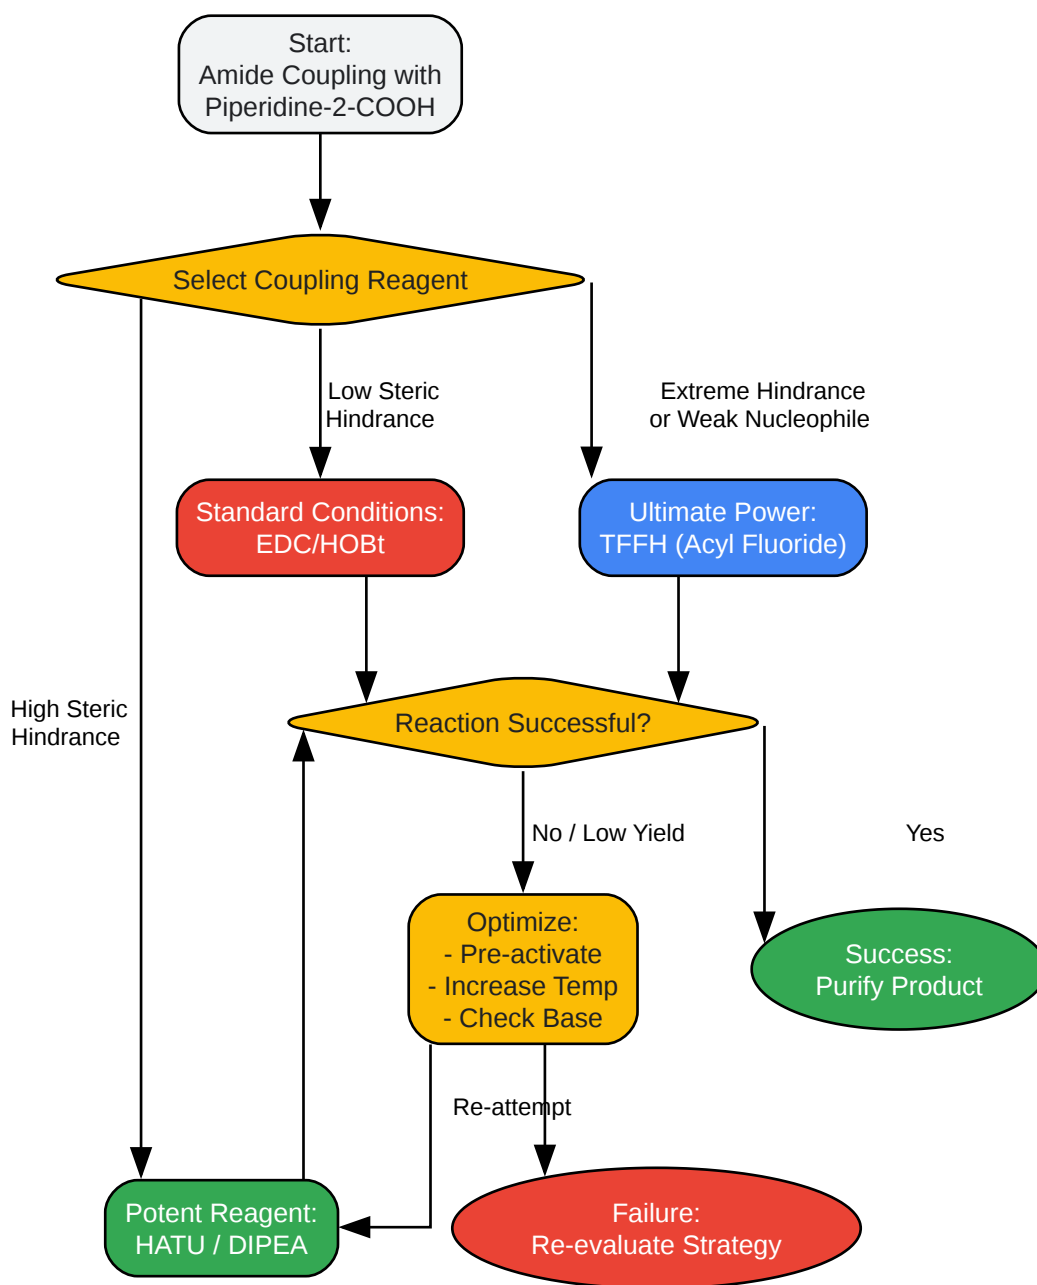 Start:
Amide Coupling with
Piperidine-2-COOH
Select Coupling Reagent
Low Steric
Hindrance
Extreme Hindrance
or Weak Nucleophile
Standard Conditions:
EDC/HOBt
Ultimate Power:
TFFH (Acyl Fluoride)
High Steric
Hindrance
Reaction Successful?
No / Low Yield
Yes
Optimize:
- Pre-activate
- Increase Temp
- Check Base
Success:
Purify Product
Re-attempt
Potent Reagent:
HATU / DIPEA
Failure:
Re-evaluate Strategy